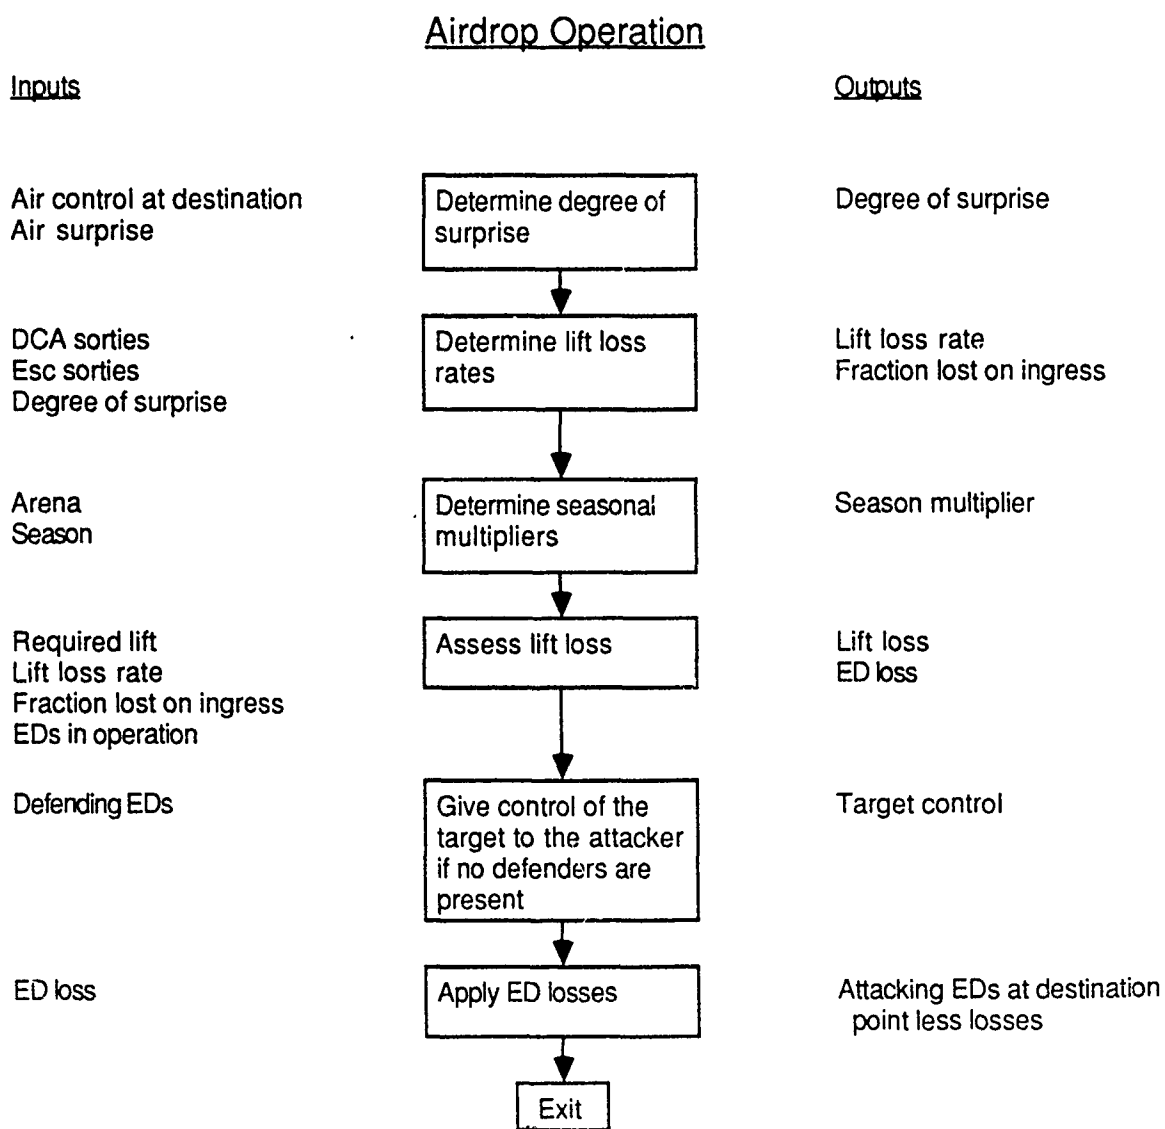 Airdrop Operation
Inputs
Outputs
Air control at destination
Air surprise
Determine degree of
surprise
Degree of surprise
DCA sorties
Esc sorties
Degree of surprise
Determine lift loss
rates
Lift loss rate
Fraction lost on ingress
Arena
Season
Determine seasonal
multipliers
Season multiplier
Required lift
Lift loss rate
Fraction lost on ingress
EDs in operation
Assess lift loss
Lift loss
ED loss
Defending EDs
Give control of the
target to the attacker
if no defenders are
present
Target control
ED loss
Apply ED losses
Attacking EDs at destination
point less losses
Exit